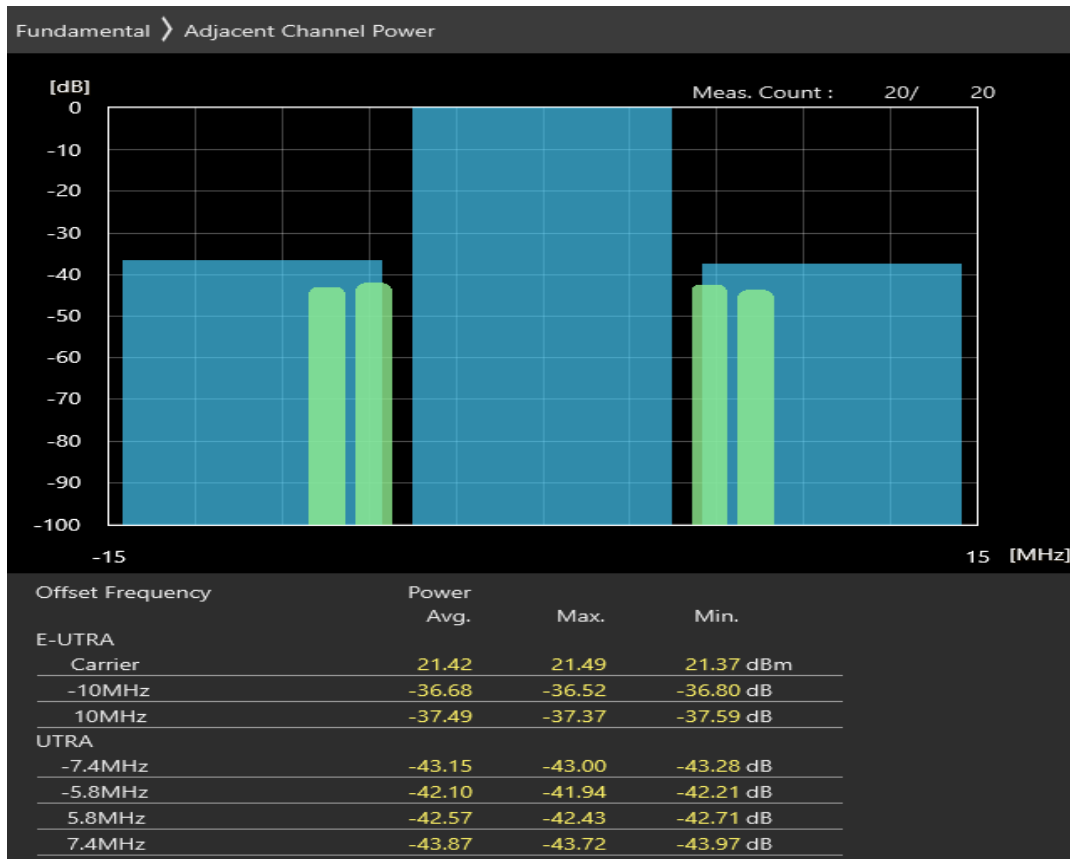 Fundamental 〉 Adjacent Channel Power
[dB]
Meas. Count : 20/ 20
0
-10
-20
-30
-40
-50
-60
-70
-80
-90
-100
-15 15 [MHz]
Offset Frequency Power
Avg. Max. Min.
E-UTRA
Carrier 21.42 21.49 21.37 dBm
-10MHz -36.68 -36.52 -36.80 dB
10MHz -37.49 -37.37 -37.59 dB
UTRA
-7.4MHz -43.15 -43.00 -43.28 dB
-5.8MHz -42.10 -41.94 -42.21 dB
5.8MHz -42.57 -42.43 -42.71 dB
7.4MHz -43.87 -43.72 -43.97 dB